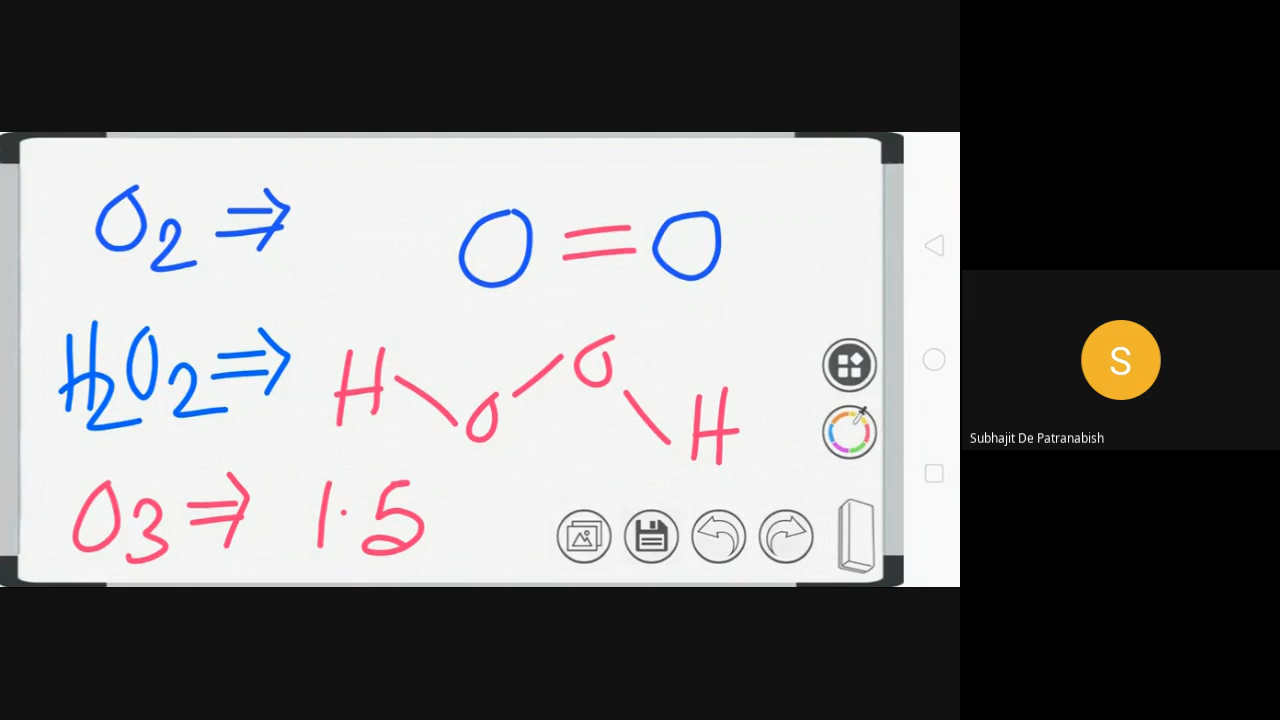 O2 ⇒ O=O
H2O2 ⇒ H\O/O\H
O3 ⇒ 1.5
S
Subhajit De Patranabish